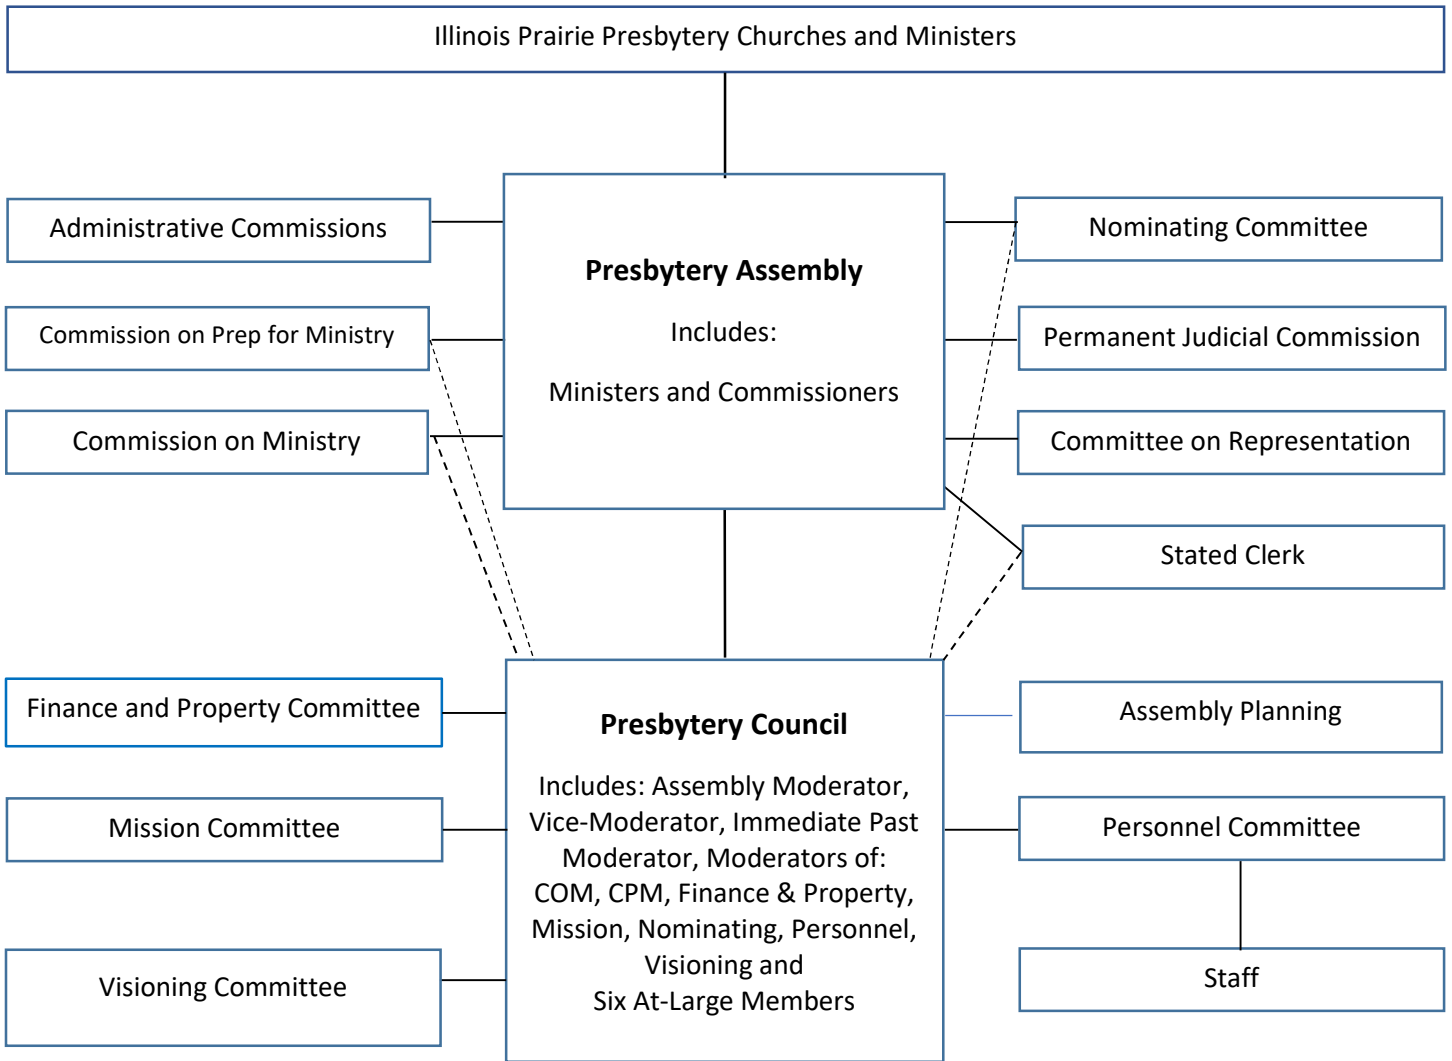 Illinois Prairie Presbytery Churches and Ministers
Administrative Commissions
Commission on Prep for Ministry
Commission on Ministry
Presbytery Assembly
Includes:
Ministers and Commissioners
Nominating Committee
Permanent Judicial Commission
Committee on Representation
Stated Clerk
Finance and Property Committee
Mission Committee
Visioning Committee
Presbytery Council
Includes: Assembly Moderator,
Vice-Moderator, Immediate Past
Moderator, Moderators of:
COM, CPM, Finance & Property,
Mission, Nominating, Personnel,
Visioning and
Six At-Large Members
Assembly Planning
Personnel Committee
Staff